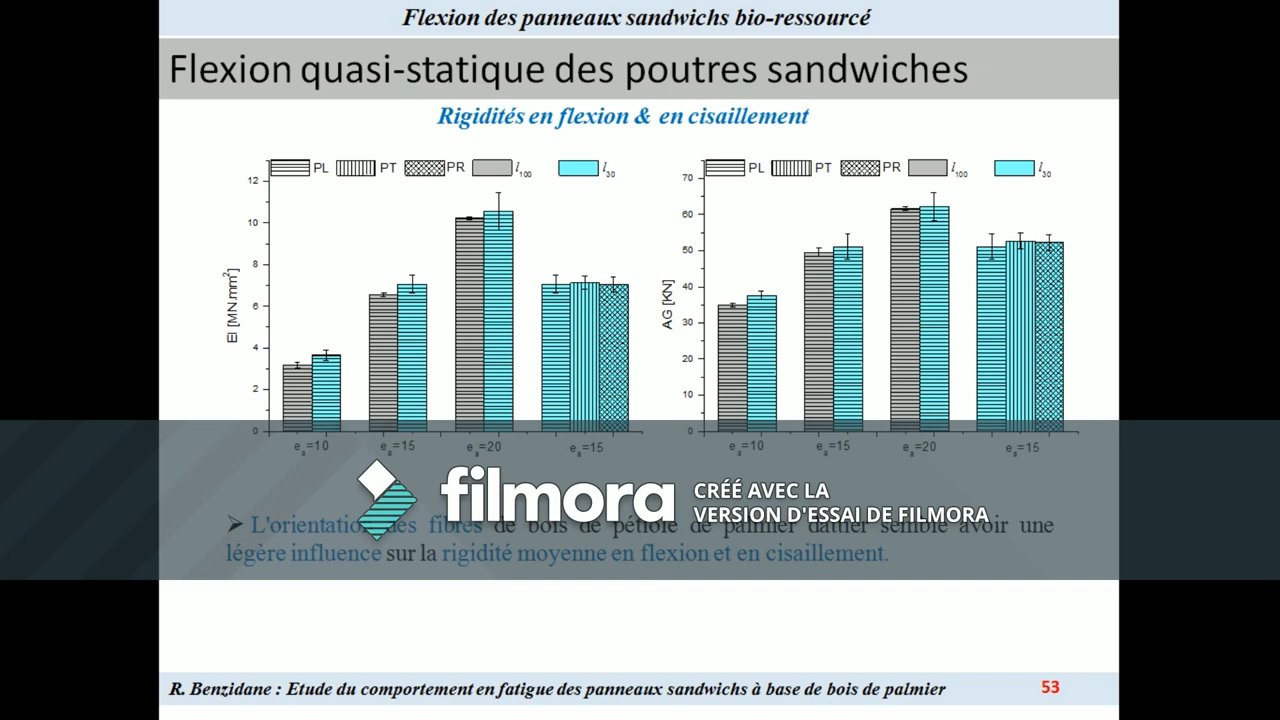 Flexion des panneaux sandwichs bio-ressourcé
Flexion quasi-statique des poutres sandwiches
Rigidités en flexion & en cisaillement
PL PT PR l100 l30
12
10
8
6
4
2
0
EI [MN.mm²]
ea=10 ea=15 ea=20 ea=15
PL PT PR l100 l30
70
60
50
40
30
20
10
0
AG [KN]
ea=10 ea=15 ea=20 ea=15
filmora
CRÉÉ AVEC LA
VERSION D'ESSAI DE FILMORA
➢ L'orientation des fibres de bois de pétiole de palmier dattier semble avoir une
légère influence sur la rigidité moyenne en flexion et en cisaillement.
R. Benzidane : Etude du comportement en fatigue des panneaux sandwichs à base de bois de palmier
53